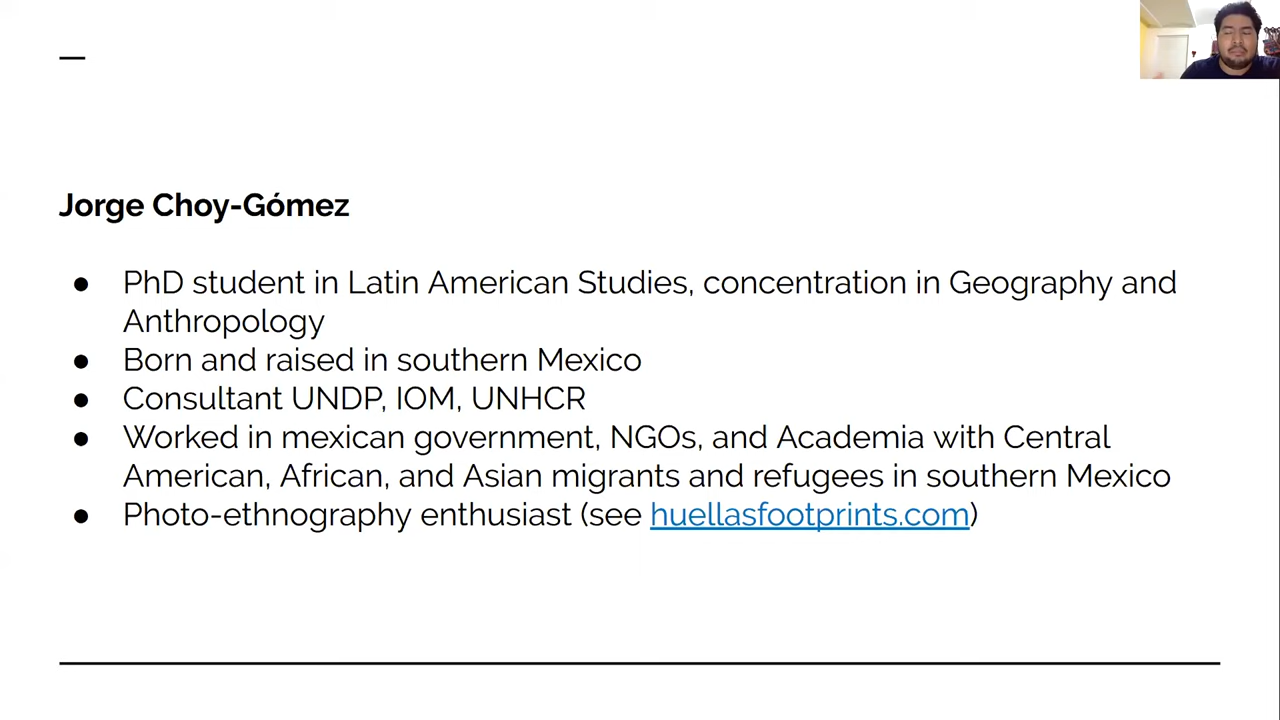 Jorge Choy-Gómez
● PhD student in Latin American Studies, concentration in Geography and
Anthropology
● Born and raised in southern Mexico
● Consultant UNDP, IOM, UNHCR
● Worked in mexican government, NGOs, and Academia with Central
American, African, and Asian migrants and refugees in southern Mexico
● Photo-ethnography enthusiast (see huellasfootprints.com)